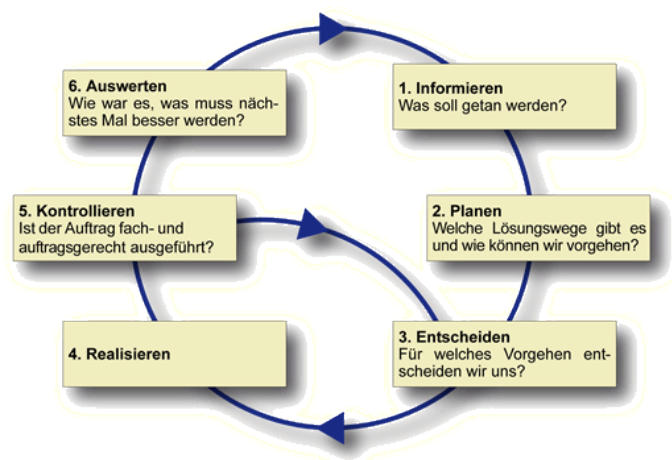 1. Informieren
Was soll getan werden?
2. Planen
Welche Lösungswege gibt es
und wie können wir vorgehen?
3. Entscheiden
Für welches Vorgehen ent-
scheiden wir uns?
4. Realisieren
5. Kontrollieren
Ist der Auftrag fach- und
auftragsgerecht ausgeführt?
6. Auswerten
Wie war es, was muss näch-
stes Mal besser werden?